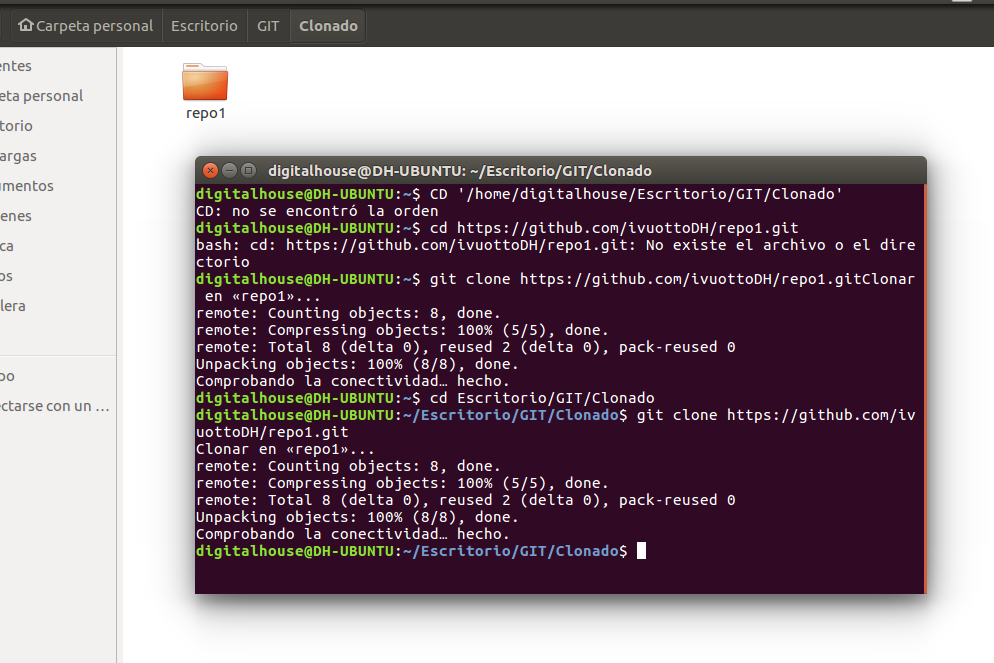 Carpeta personal Escritorio GIT Clonado
entes
eta personal
torio
argas
umentos
enes
ca
os
lera
po
ectarse con un ...
repo1
digitalhouse@DH-UBUNTU: ~/Escritorio/GIT/Clonado
digitalhouse@DH-UBUNTU:~$ CD '/home/digitalhouse/Escritorio/GIT/Clonado'
CD: no se encontró la orden
digitalhouse@DH-UBUNTU:~$ cd https://github.com/ivuottoDH/repo1.git
bash: cd: https://github.com/ivuottoDH/repo1.git: No existe el archivo o el dire
ctorio
digitalhouse@DH-UBUNTU:~$ git clone https://github.com/ivuottoDH/repo1.gitClonar
 en «repo1»...
remote: Counting objects: 8, done.
remote: Compressing objects: 100% (5/5), done.
remote: Total 8 (delta 0), reused 2 (delta 0), pack-reused 0
Unpacking objects: 100% (8/8), done.
Comprobando la conectividad… hecho.
digitalhouse@DH-UBUNTU:~$ cd Escritorio/GIT/Clonado
digitalhouse@DH-UBUNTU:~/Escritorio/GIT/Clonado$ git clone https://github.com/iv
uottoDH/repo1.git
Clonar en «repo1»...
remote: Counting objects: 8, done.
remote: Compressing objects: 100% (5/5), done.
remote: Total 8 (delta 0), reused 2 (delta 0), pack-reused 0
Unpacking objects: 100% (8/8), done.
Comprobando la conectividad… hecho.
digitalhouse@DH-UBUNTU:~/Escritorio/GIT/Clonado$